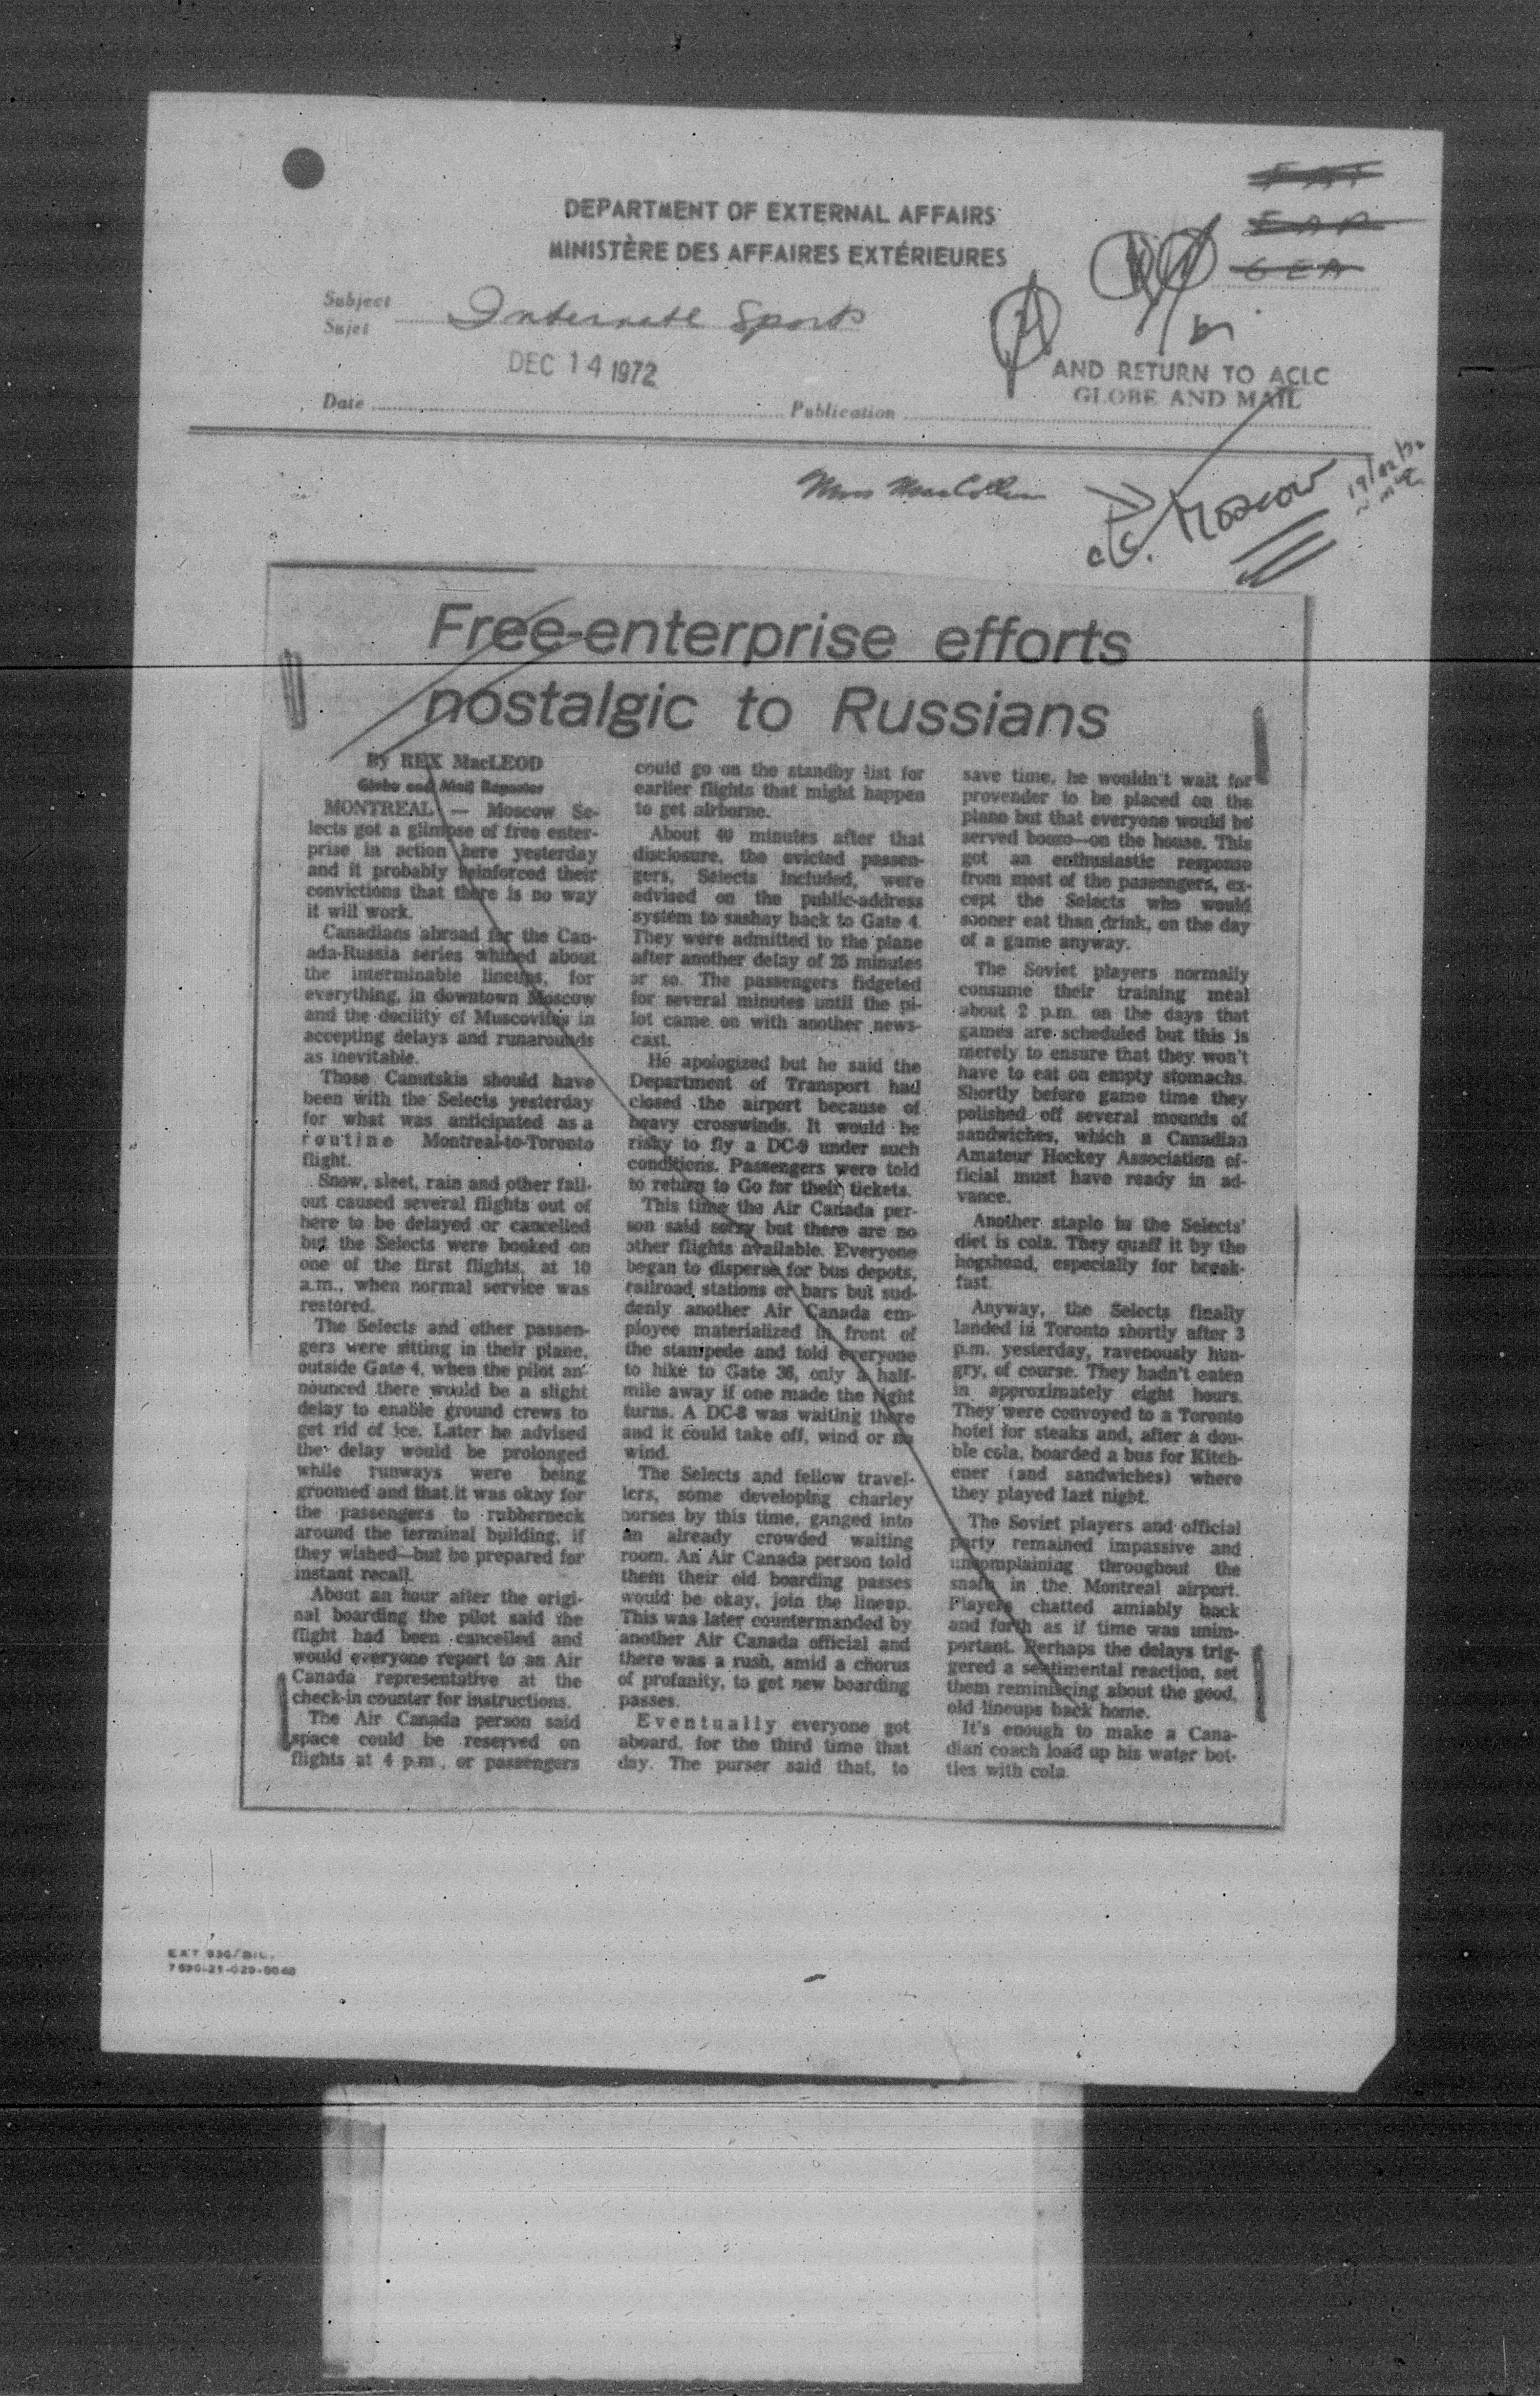 FAI
FAR
GEA
DEPARTMENT OF EXTERNAL AFFAIRS
MINISTÈRE DES AFFAIRES EXTÉRIEURES
Subject
Sujet
Internatl Sports
DEC 14 1972
AND RETURN TO ACLC
GLOBE AND MAIL
Date
Publication
c.c. Moscow
19/12/72
Free-enterprise efforts
nostalgic to Russians
By REX MacLEOD
Globe and Mail Reporter
MONTREAL — Moscow Se-
lects got a glimpse of free enter-
prise in action here yesterday
and it probably reinforced their
convictions that there is no way
it will work.
Canadians abroad for the Can-
ada-Russia series whined about
the interminable lineups, for
everything, in downtown Moscow
and the docility of Muscovites in
accepting delays and runarounds
as inevitable.
Those Canutskis should have
been with the Selects yesterday
for what was anticipated as a
routine Montreal-to-Toronto
flight.
Snow, sleet, rain and other fall-
out caused several flights out of
here to be delayed or cancelled
but the Selects were booked on
one of the first flights, at 10
a.m., when normal service was
restored.
The Selects and other passen-
gers were sitting in their plane,
outside Gate 4, when the pilot an-
nounced there would be a slight
delay to enable ground crews to
get rid of ice. Later he advised
the delay would be prolonged
while runways were being
groomed and that it was okay for
the passengers to rubberneck
around the terminal building, if
they wished—but be prepared for
instant recall.
About an hour after the origi-
nal boarding the pilot said the
flight had been cancelled and
would everyone report to an Air
Canada representative at the
check-in counter for instructions.
The Air Canada person said
space could be reserved on
flights at 4 p.m., or passengers
could go on the standby list for
earlier flights that might happen
to get airborne.
About 40 minutes after that
disclosure, the evicted passen-
gers, Selects included, were
advised on the public-address
system to sashay back to Gate 4.
They were admitted to the plane
after another delay of 25 minutes
or so. The passengers fidgeted
for several minutes until the pi-
lot came on with another news-
cast.
He apologized but he said the
Department of Transport had
closed the airport because of
heavy crosswinds. It would be
risky to fly a DC-9 under such
conditions. Passengers were told
to return to Go for their tickets.
This time the Air Canada per-
son said sorry but there are no
other flights available. Everyone
began to disperse for bus depots,
railroad stations or bars but sud-
denly another Air Canada em-
ployee materialized in front of
the stampede and told everyone
to hike to Gate 36, only a half-
mile away if one made the right
turns. A DC-8 was waiting there
and it could take off, wind or no
wind.
The Selects and fellow travel-
lers, some developing charley
horses by this time, ganged into
an already crowded waiting
room. An Air Canada person told
them their old boarding passes
would be okay, join the lineup.
This was later countermanded by
another Air Canada official and
there was a rush, amid a chorus
of profanity, to get new boarding
passes.
Eventually everyone got
aboard, for the third time that
day. The purser said that, to
save time, he wouldn't wait for
provender to be placed on the
plane but that everyone would be
served booze—on the house. This
got an enthusiastic response
from most of the passengers, ex-
cept the Selects who would
sooner eat than drink, on the day
of a game anyway.
The Soviet players normally
consume their training meal
about 2 p.m. on the days that
games are scheduled but this is
merely to ensure that they won't
have to eat on empty stomachs.
Shortly before game time they
polished off several mounds of
sandwiches, which a Canadian
Amateur Hockey Association of-
ficial must have ready in ad-
vance.
Another staple in the Selects'
diet is cola. They quaff it by the
hogshead, especially for break-
fast.
Anyway, the Selects finally
landed in Toronto shortly after 3
p.m. yesterday, ravenously hun-
gry, of course. They hadn't eaten
in approximately eight hours.
They were convoyed to a Toronto
hotel for steaks and, after a dou-
ble cola, boarded a bus for Kitch-
ener (and sandwiches) where
they played last night.
The Soviet players and official
party remained impassive and
uncomplaining throughout the
snafu in the Montreal airport.
Players chatted amiably back
and forth as if time was unim-
portant. Perhaps the delays trig-
gered a sentimental reaction, set
them reminiscing about the good,
old lineups back home.
It's enough to make a Cana-
dian coach load up his water bot-
tles with cola.
EXT 936/BIL.